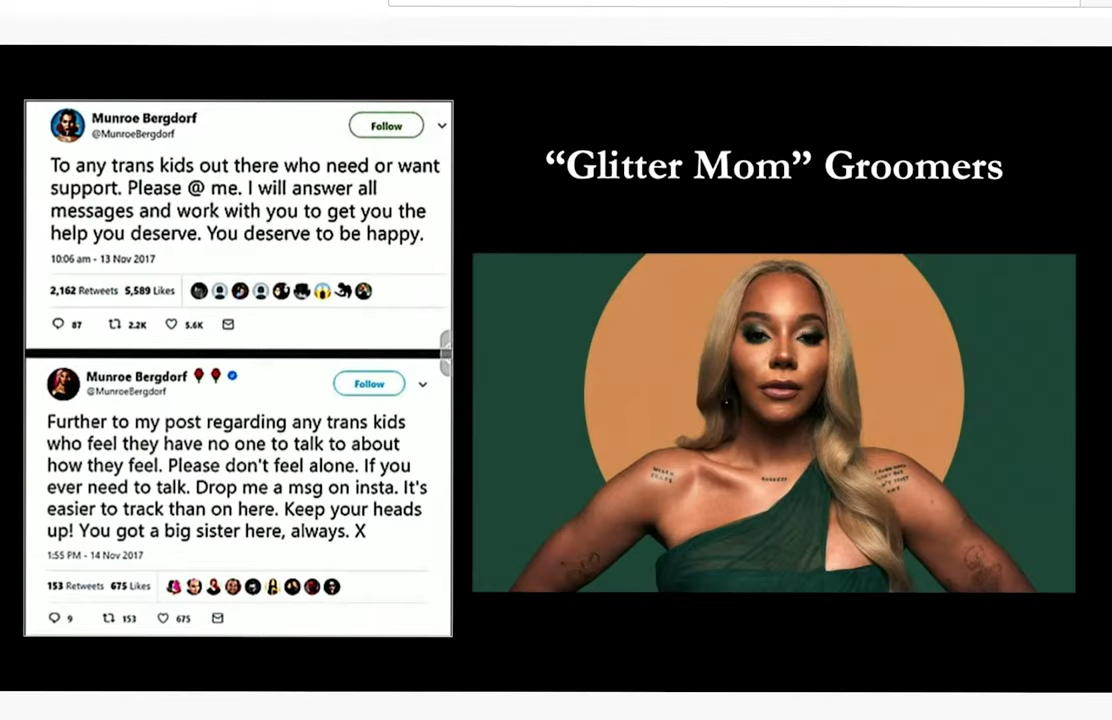 Munroe Bergdorf
@MunroeBergdorf
Follow
To any trans kids out there who need or want
support. Please @ me. I will answer all
messages and work with you to get you the
help you deserve. You deserve to be happy.
10:06 am - 13 Nov 2017
2,162 Retweets 5,589 Likes
87 2.2K 5.6K
Munroe Bergdorf
@MunroeBergdorf
Follow
Further to my post regarding any trans kids
who feel they have no one to talk to about
how they feel. Please don't feel alone. If you
ever need to talk. Drop me a msg on insta. It's
easier to track than on here. Keep your heads
up! You got a big sister here, always. X
1:55 PM - 14 Nov 2017
153 Retweets 675 Likes
9 153 675
“Glitter Mom” Groomers